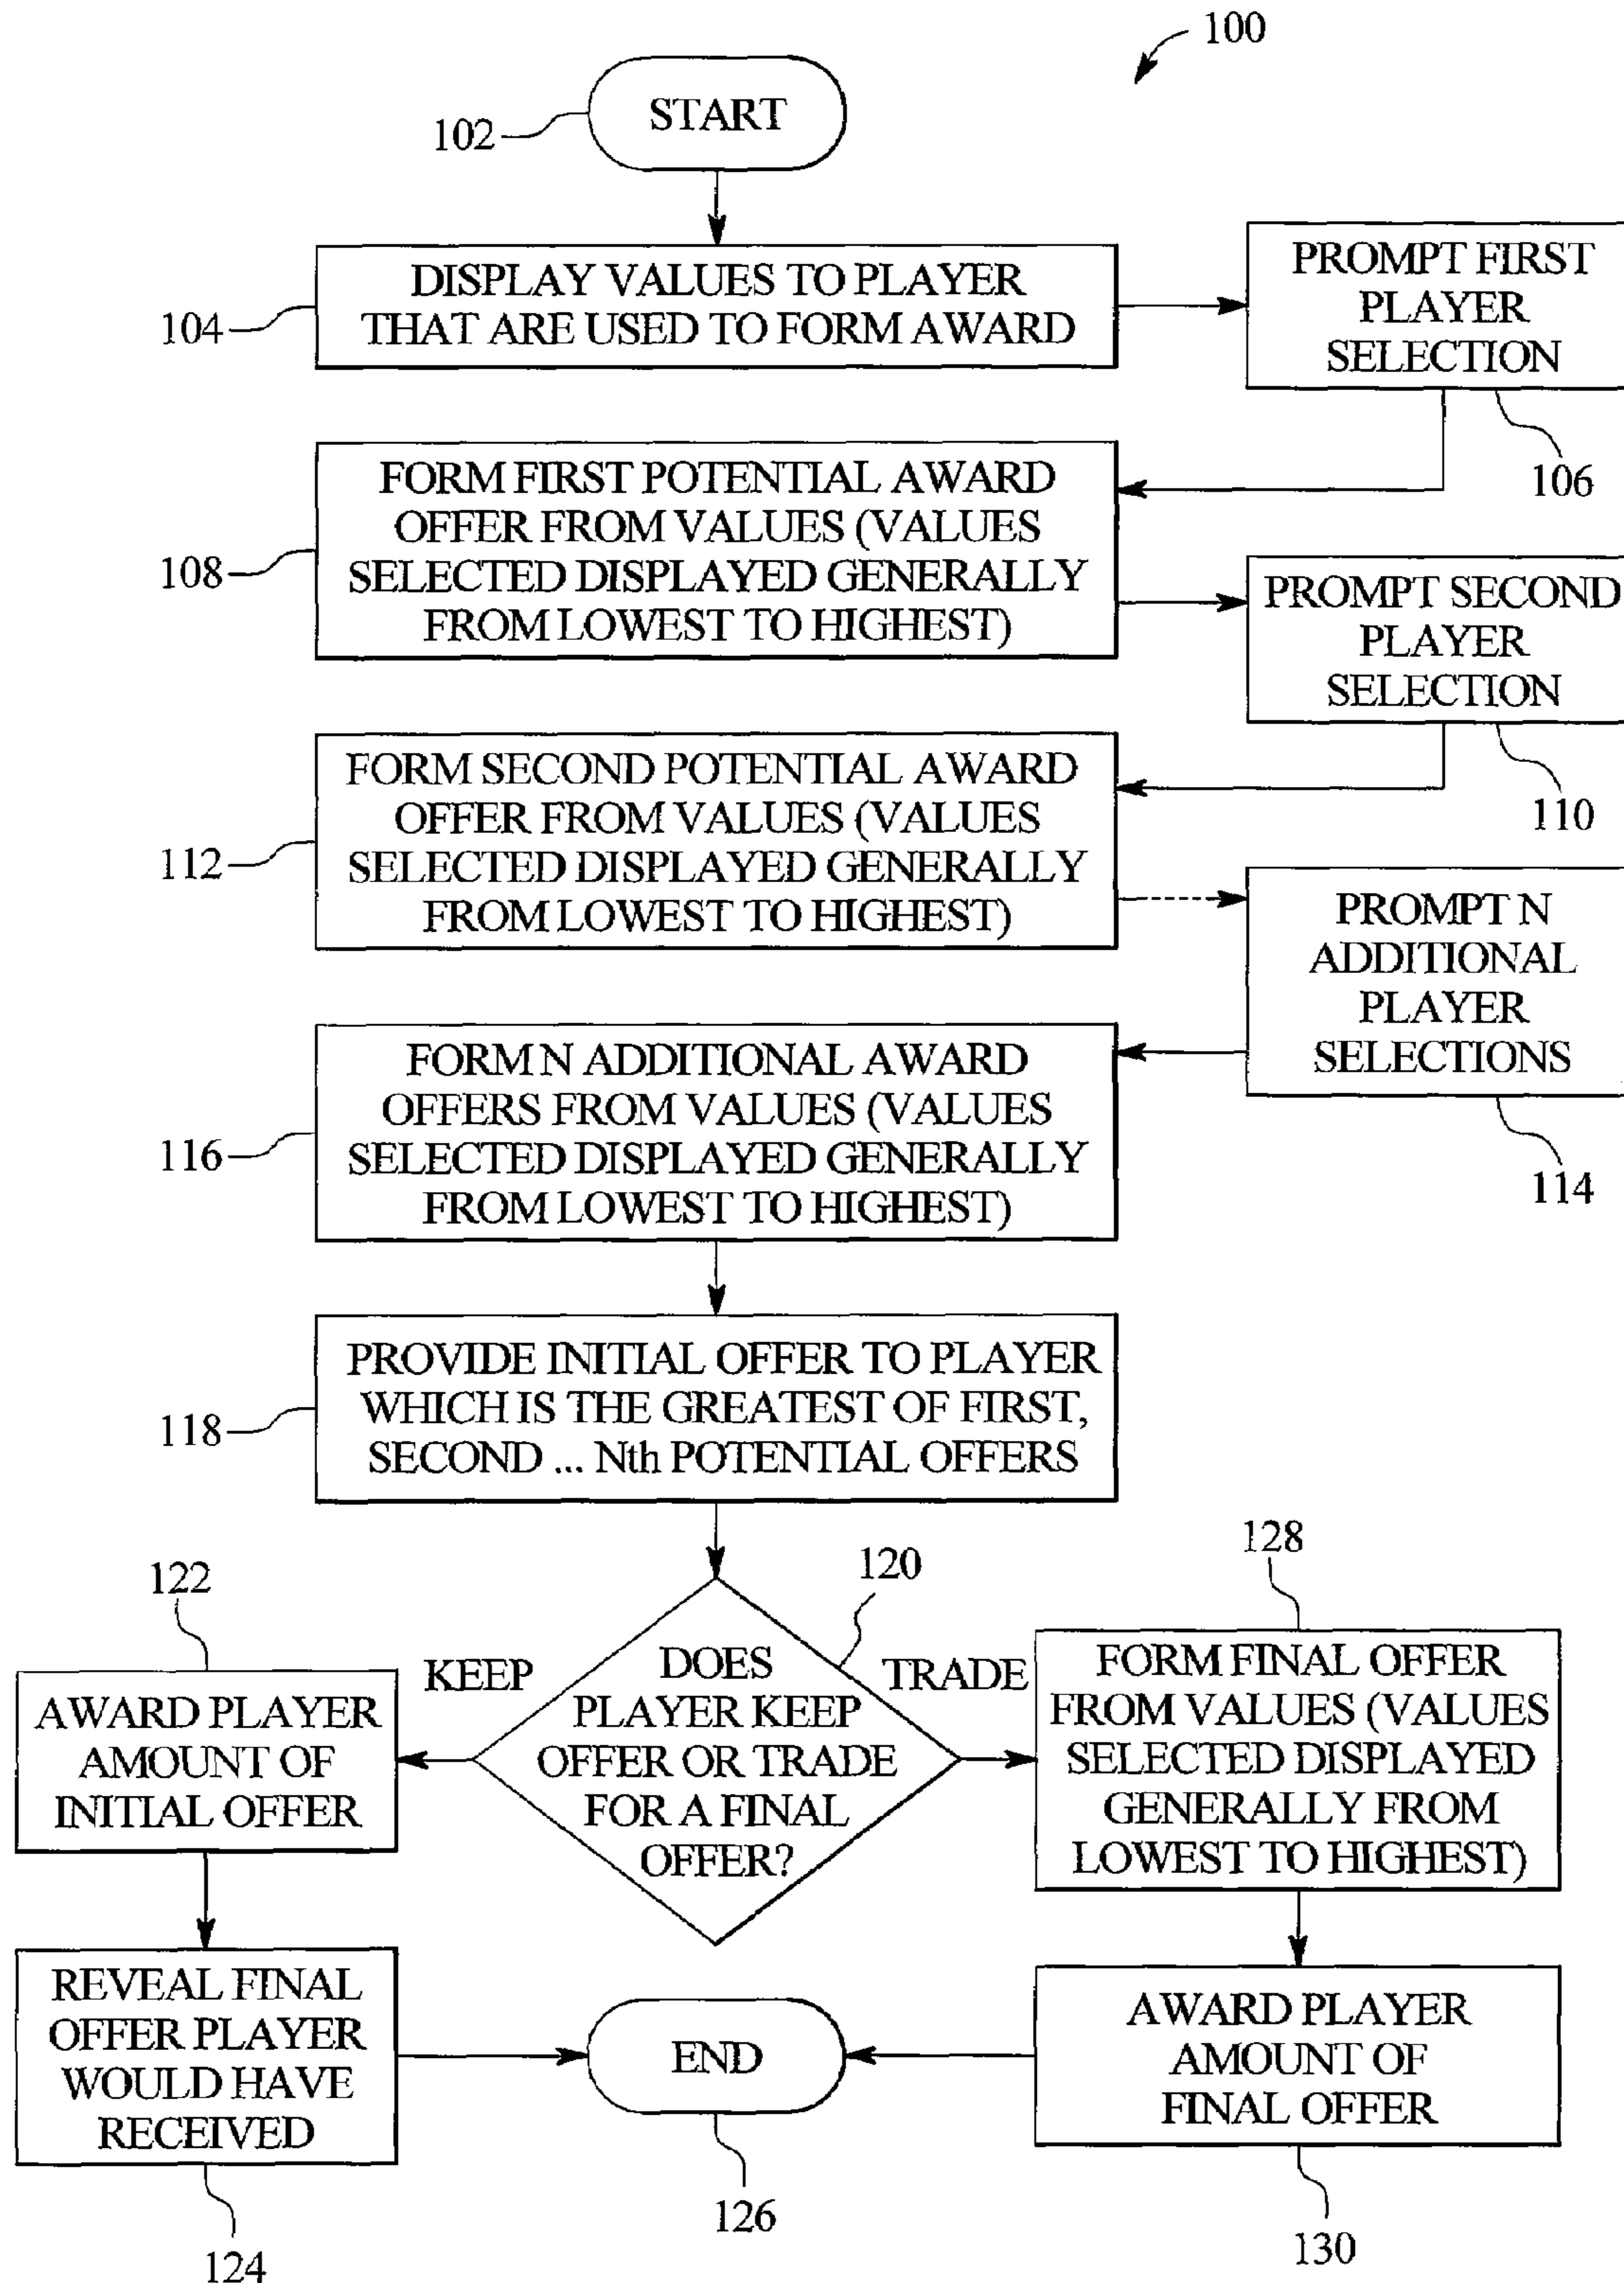 100
START
102
DISPLAY VALUES TO PLAYER
THAT ARE USED TO FORM AWARD
104
PROMPT FIRST
PLAYER
SELECTION
106
FORM FIRST POTENTIAL AWARD
OFFER FROM VALUES (VALUES
SELECTED DISPLAYED GENERALLY
FROM LOWEST TO HIGHEST)
108
PROMPT SECOND
PLAYER
SELECTION
110
FORM SECOND POTENTIAL AWARD
OFFER FROM VALUES (VALUES
SELECTED DISPLAYED GENERALLY
FROM LOWEST TO HIGHEST)
112
PROMPT N
ADDITIONAL
PLAYER
SELECTIONS
114
FORM N ADDITIONAL AWARD
OFFERS FROM VALUES (VALUES
SELECTED DISPLAYED GENERALLY
FROM LOWEST TO HIGHEST)
116
PROVIDE INITIAL OFFER TO PLAYER
WHICH IS THE GREATEST OF FIRST,
SECOND ... Nth POTENTIAL OFFERS
118
120
DOES
PLAYER KEEP
OFFER OR TRADE
FOR A FINAL
OFFER?
KEEP
TRADE
122
AWARD PLAYER
AMOUNT OF
INITIAL OFFER
128
FORM FINAL OFFER
FROM VALUES (VALUES
SELECTED DISPLAYED
GENERALLY FROM
LOWEST TO HIGHEST)
REVEAL FINAL
OFFER PLAYER
WOULD HAVE
RECEIVED
124
END
126
AWARD PLAYER
AMOUNT OF
FINAL OFFER
130